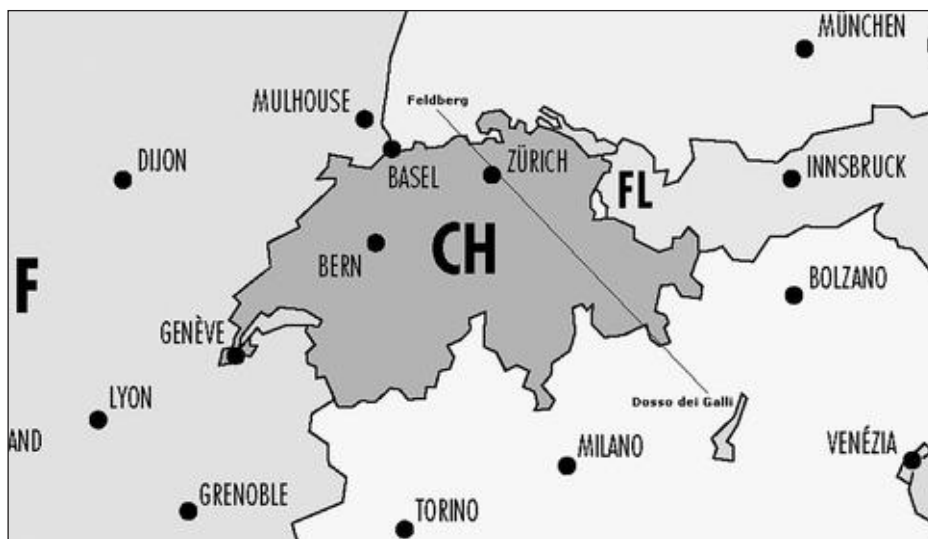 MÜNCHEN
MULHOUSE
Feldberg
DIJON
BASEL
ZÜRICH
FL
INNSBRUCK
BERN
CH
F
BOLZANO
GENÈVE
LYON
Dosso dei Galli
AND
MILANO
VENÉZIA
GRENOBLE
TORINO